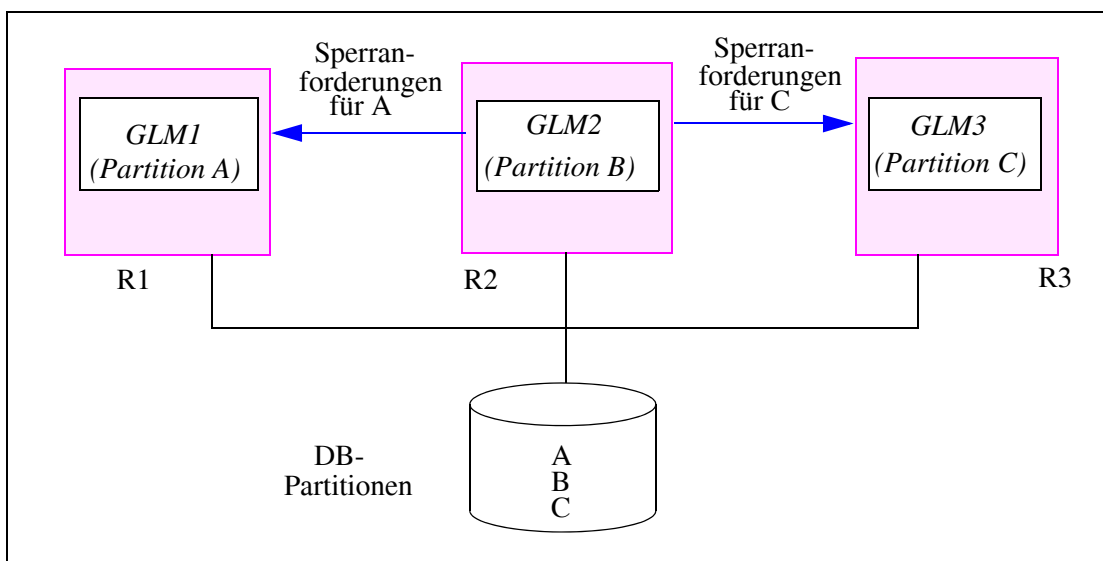 Sperran-
forderungen
für A
Sperran-
forderungen
für C
GLM1
(Partition A)
GLM2
(Partition B)
GLM3
(Partition C)
R1
R2
R3
DB-
Partitionen
A
B
C